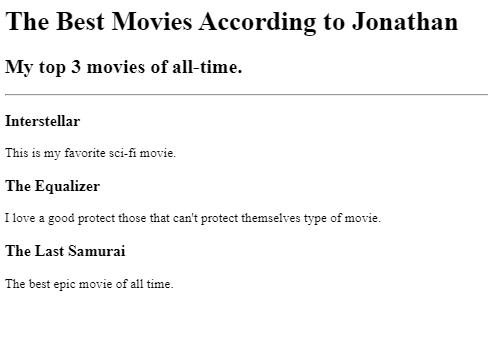 The Best Movies According to Jonathan
My top 3 movies of all-time.
Interstellar
This is my favorite sci-fi movie.
The Equalizer
I love a good protect those that can't protect themselves type of movie.
The Last Samurai
The best epic movie of all time.